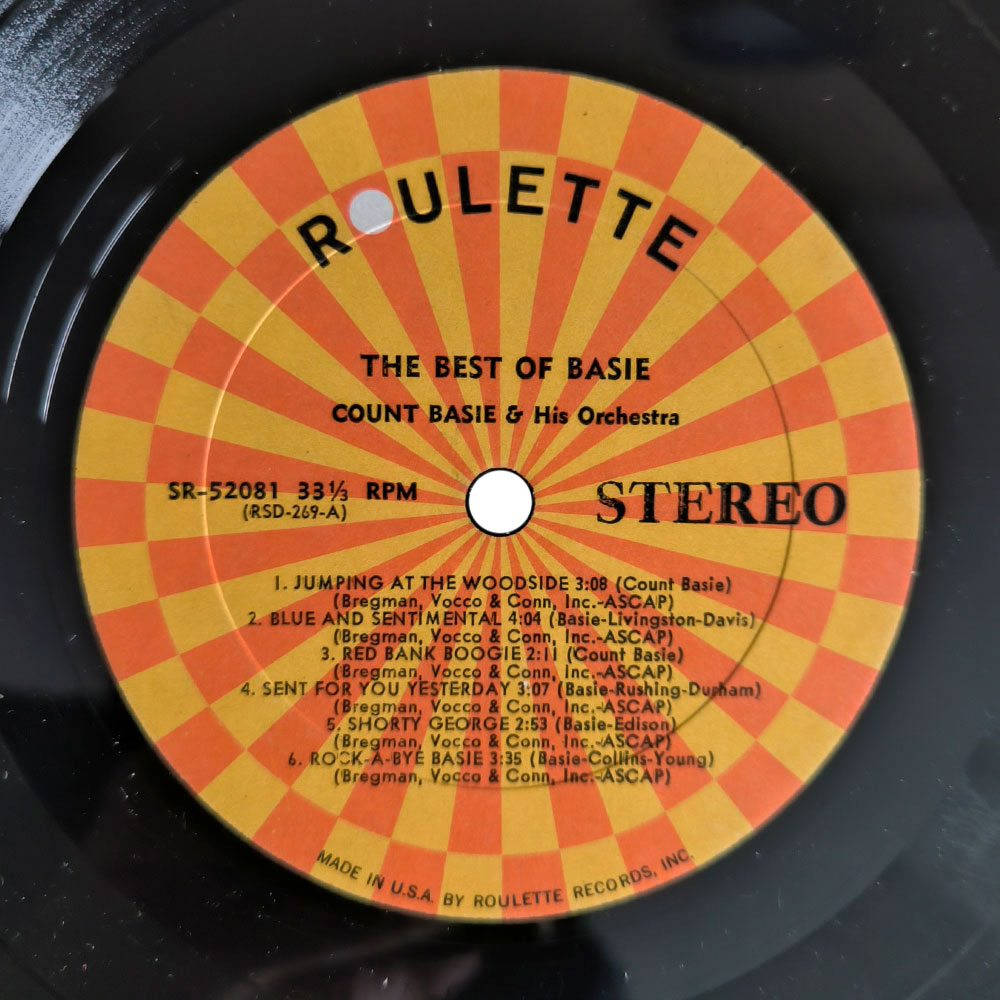 ROULETTE
THE BEST OF BASIE
COUNT BASIE & His Orchestra
SR-52081 33⅓ RPM
(RSD-269-A)
STEREO
1. JUMPING AT THE WOODSIDE 3:08 (Count Basie)
(Bregman, Vocco & Conn, Inc.-ASCAP)
2. BLUE AND SENTIMENTAL 4:04 (Basie-Livingston-Davis)
(Bregman, Vocco & Conn, Inc.-ASCAP)
3. RED BANK BOOGIE 2:11 (Count Basie)
(Bregman, Vocco & Conn, Inc.-ASCAP)
4. SENT FOR YOU YESTERDAY 3:07 (Basie-Rushing-Durham)
(Bregman, Vocco & Conn, Inc.-ASCAP)
5. SHORTY GEORGE 2:53 (Basie-Edison)
(Bregman, Vocco & Conn, Inc.-ASCAP)
6. ROCK-A-BYE BASIE 3:35 (Basie-Collins-Young)
(Bregman, Vocco & Conn, Inc.-ASCAP)
MADE IN U.S.A. BY ROULETTE RECORDS, INC.